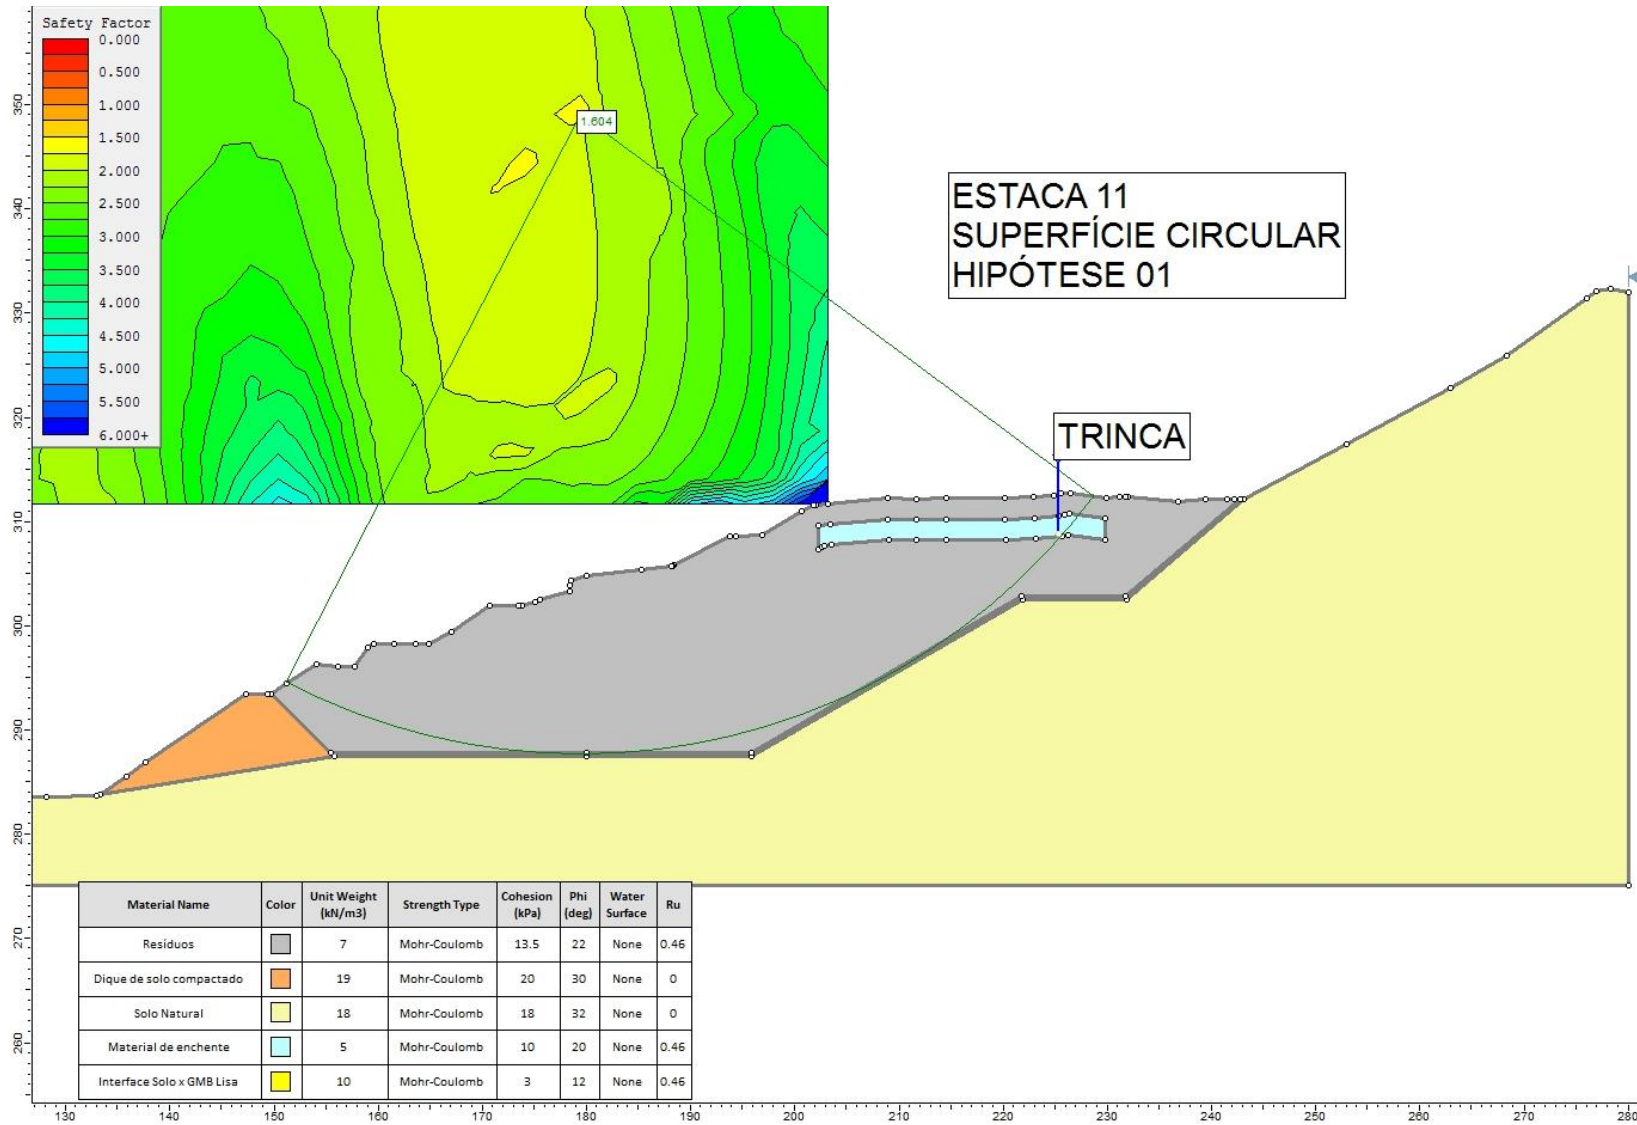 Safety Factor
0.000
0.500
1.000
1.500
2.000
2.500
3.000
3.500
4.000
4.500
5.000
5.500
6.000+
1.604
ESTACA 11
SUPERFÍCIE CIRCULAR
HIPÓTESE 01
TRINCA
350
340
330
320
310
300
290
280
270
260
Material Name Color Unit Weight (kN/m3) Strength Type Cohesion (kPa) Phi (deg) Water Surface Ru
Resíduos 7 Mohr-Coulomb 13.5 22 None 0.46
Dique de solo compactado 19 Mohr-Coulomb 20 30 None 0
Solo Natural 18 Mohr-Coulomb 18 32 None 0
Material de enchente 5 Mohr-Coulomb 10 20 None 0.46
Interface Solo x GMB Lisa 10 Mohr-Coulomb 3 12 None 0.46
130 140 150 160 170 180 190 200 210 220 230 240 250 260 270 280